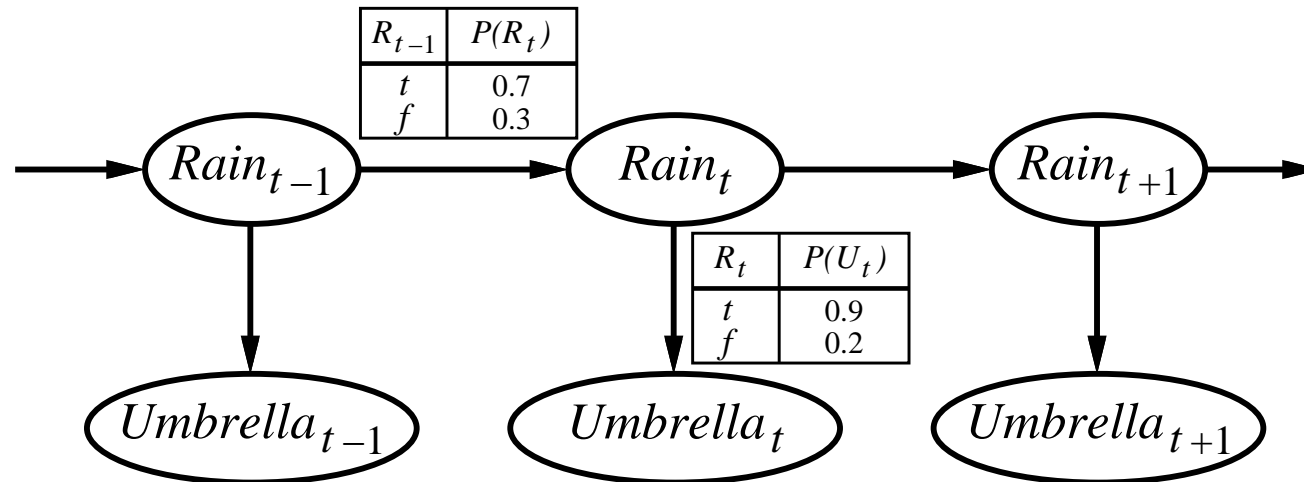 R_{t-1} P(R_t)
t 0.7
f 0.3
Rain_{t-1} Rain_t Rain_{t+1}
R_t P(U_t)
t 0.9
f 0.2
Umbrella_{t-1} Umbrella_t Umbrella_{t+1}